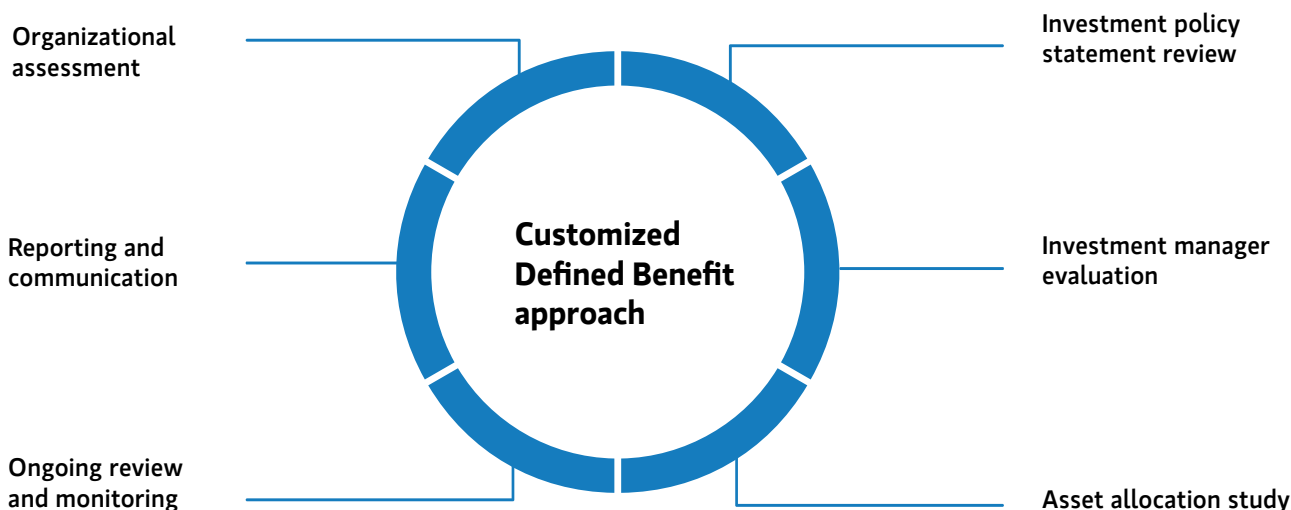 Organizational
assessment
Investment policy
statement review
Reporting and
communication
Customized
Defined Benefit
approach
Investment manager
evaluation
Ongoing review
and monitoring
Asset allocation study